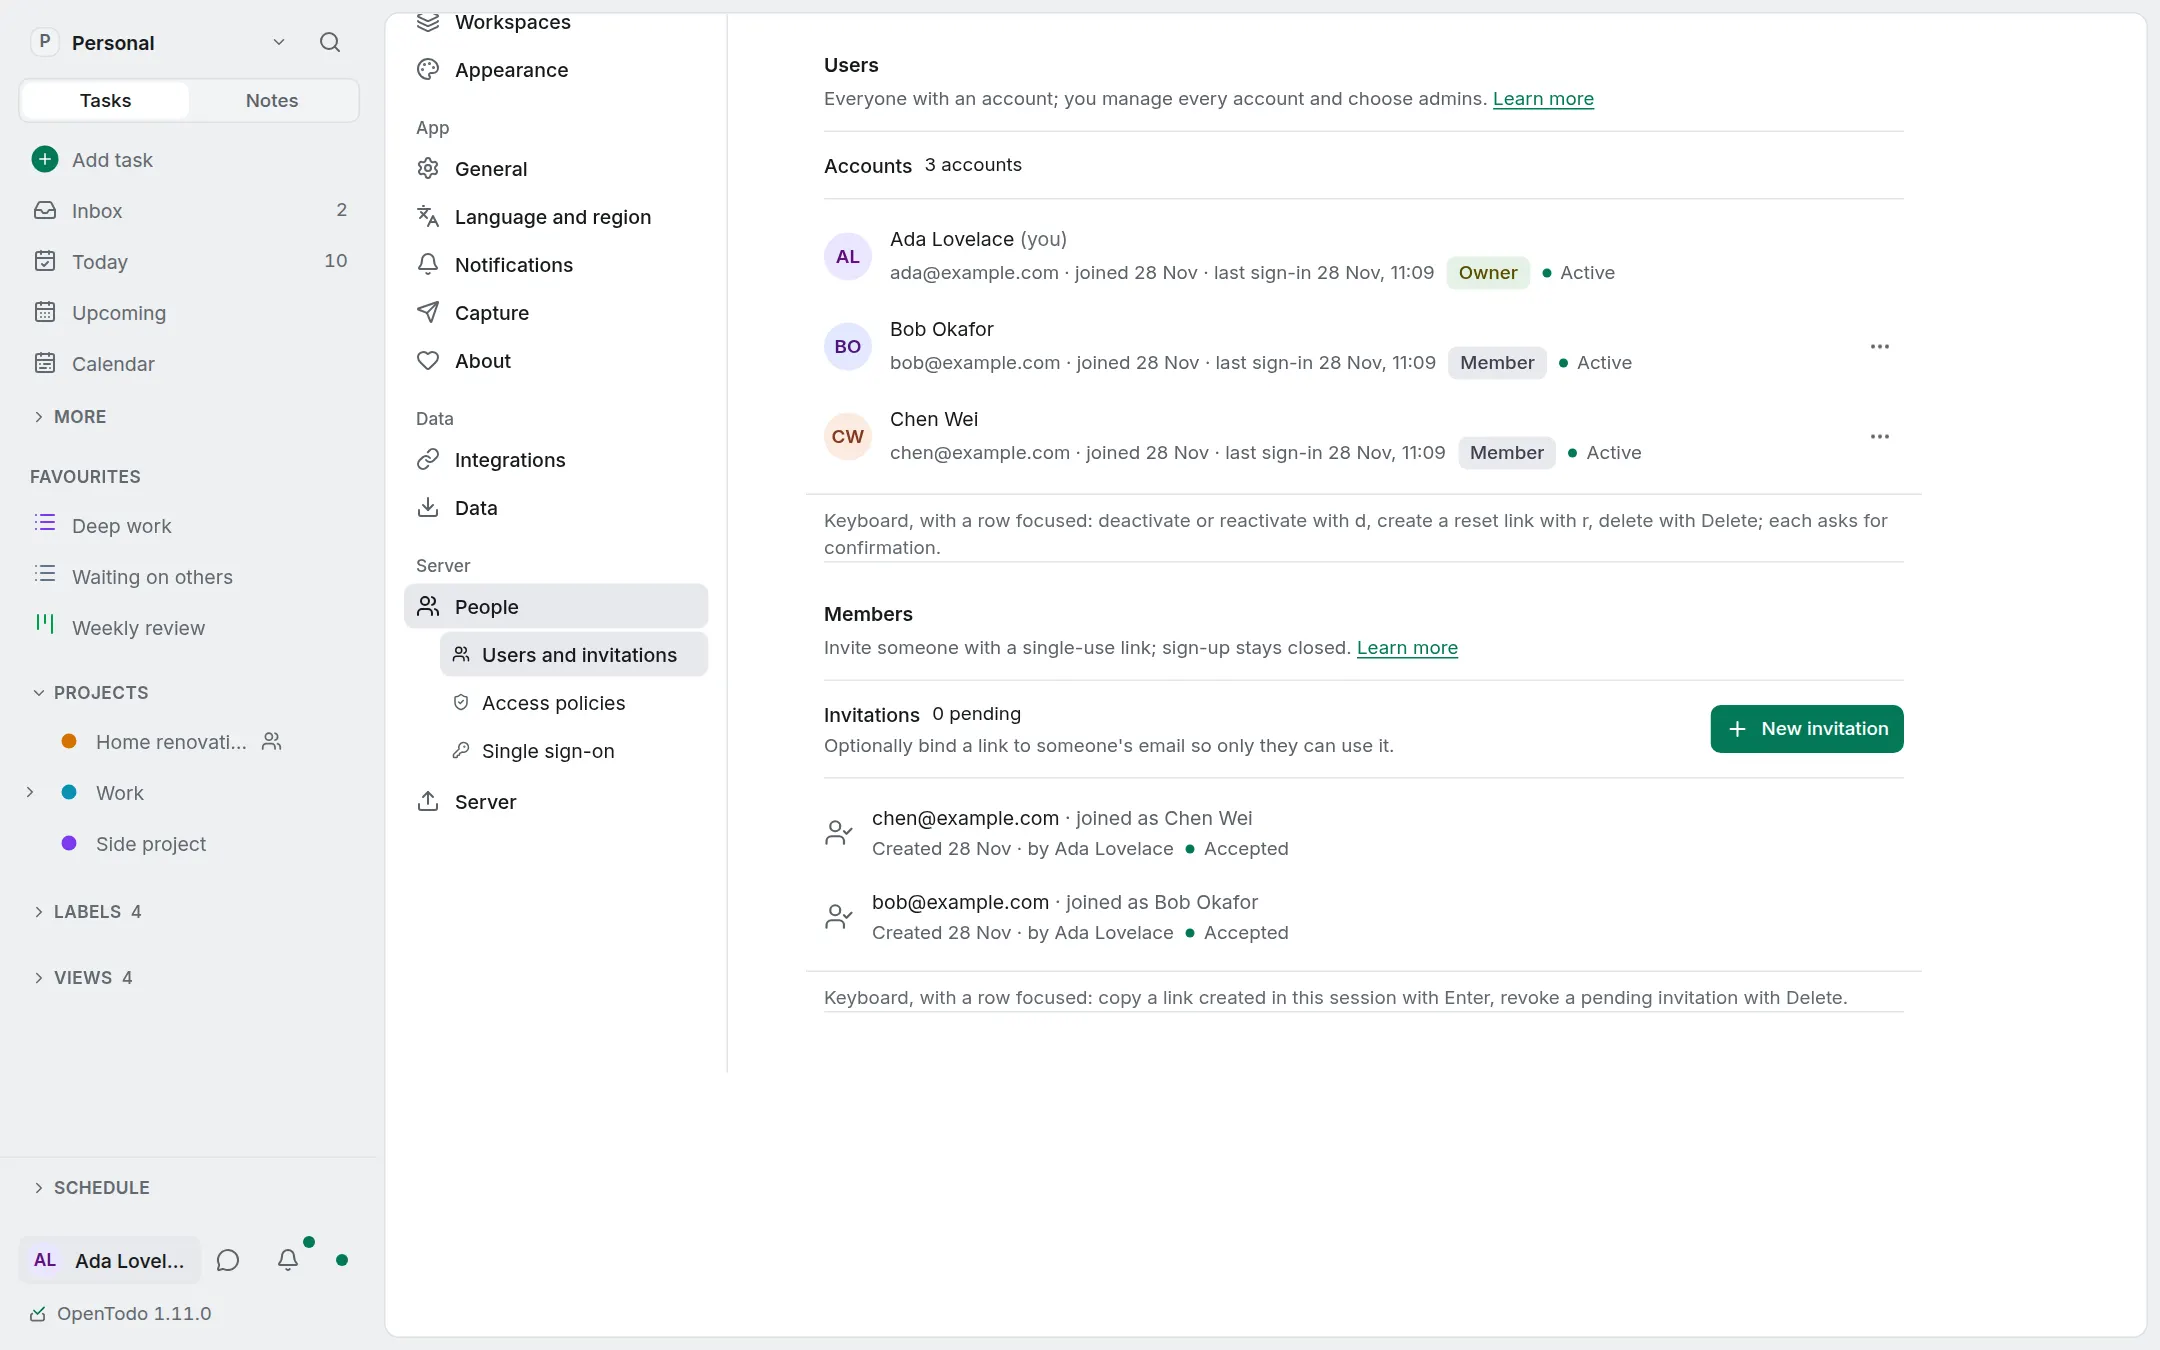 P Personal
Tasks Notes
Add task
Inbox 2
Today 10
Upcoming
Calendar
MORE
FAVOURITES
Deep work
Waiting on others
Weekly review
PROJECTS
Home renovati...
Work
Side project
LABELS 4
VIEWS 4
SCHEDULE
AL Ada Lovel...
OpenTodo 1.11.0
Workspaces
Appearance
App
General
Language and region
Notifications
Capture
About
Data
Integrations
Data
Server
People
Users and invitations
Access policies
Single sign-on
Server
Users
Everyone with an account; you manage every account and choose admins. Learn more
Accounts 3 accounts
AL Ada Lovelace (you)
ada@example.com · joined 28 Nov · last sign-in 28 Nov, 11:09 Owner Active
BO Bob Okafor
bob@example.com · joined 28 Nov · last sign-in 28 Nov, 11:09 Member Active
CW Chen Wei
chen@example.com · joined 28 Nov · last sign-in 28 Nov, 11:09 Member Active
Keyboard, with a row focused: deactivate or reactivate with d, create a reset link with r, delete with Delete; each asks for
confirmation.
Members
Invite someone with a single-use link; sign-up stays closed. Learn more
Invitations 0 pending
Optionally bind a link to someone's email so only they can use it.
New invitation
chen@example.com · joined as Chen Wei
Created 28 Nov · by Ada Lovelace Accepted
bob@example.com · joined as Bob Okafor
Created 28 Nov · by Ada Lovelace Accepted
Keyboard, with a row focused: copy a link created in this session with Enter, revoke a pending invitation with Delete.